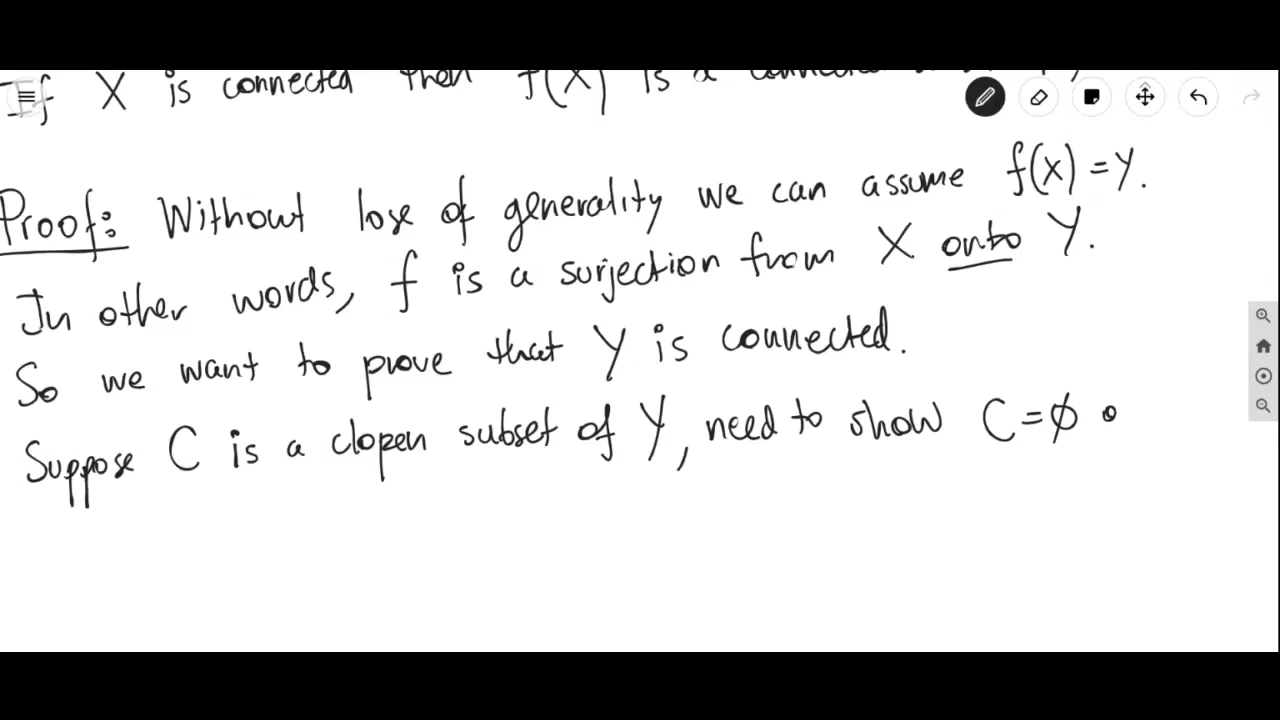 If X is connected then f(X) is a connected
Proof: Without lose of generality we can assume f(X) = Y.
In other words, f is a surjection from X onto Y.
So we want to prove that Y is connected.
Suppose C is a clopen subset of Y, need to show C = ∅ o